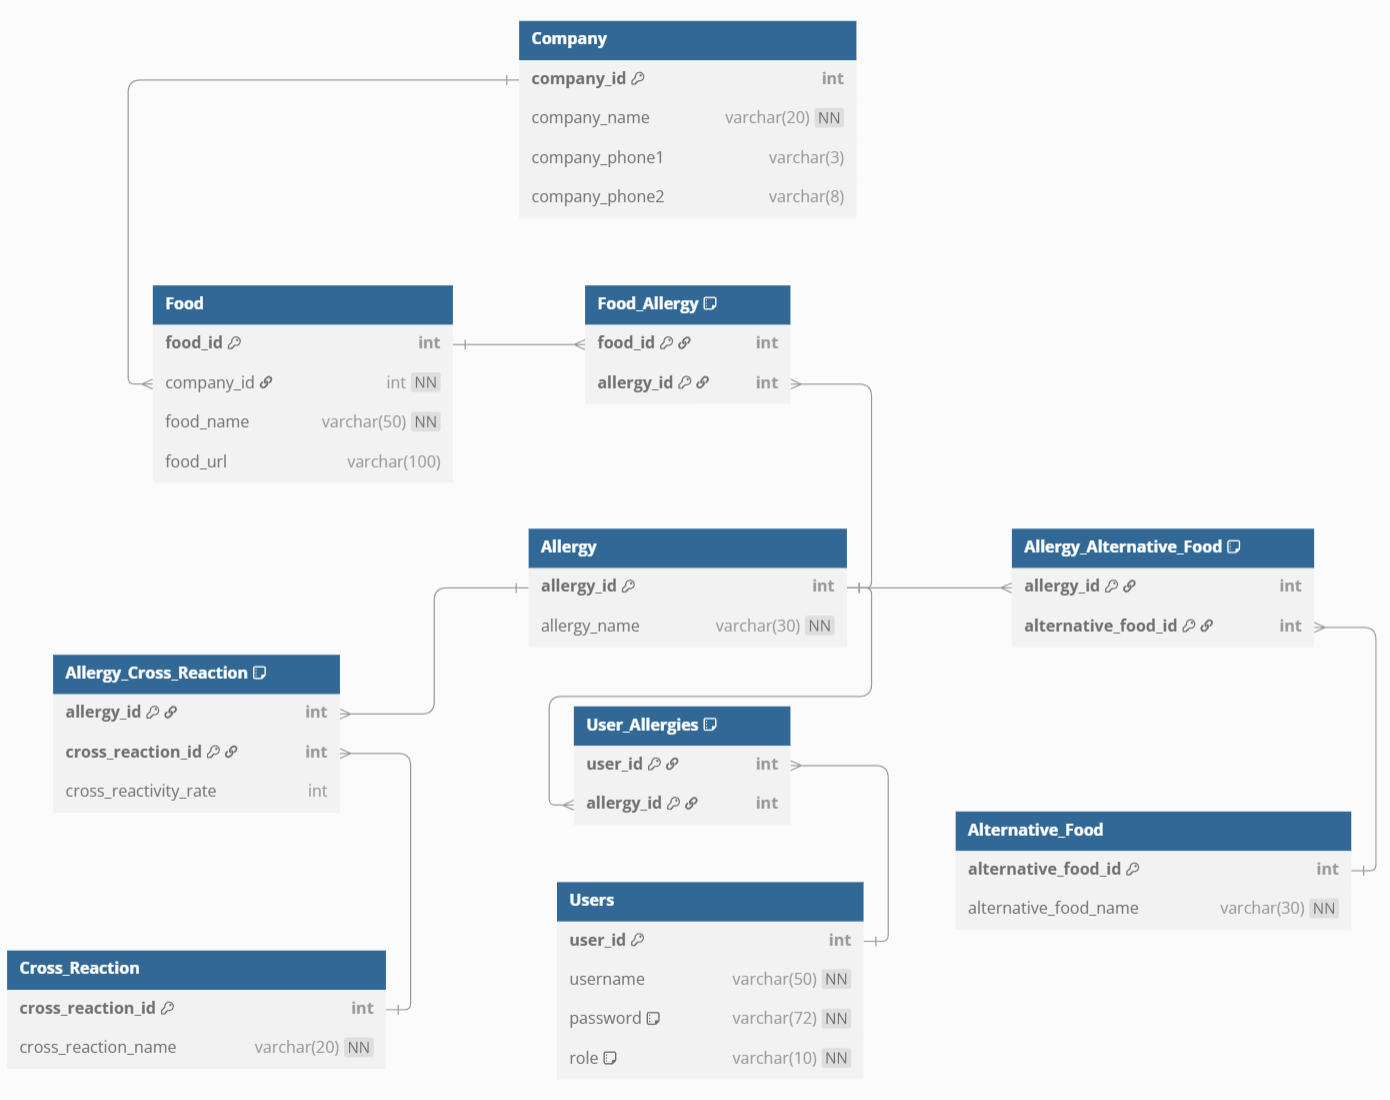 Company
company_id int
company_name varchar(20) NN
company_phone1 varchar(3)
company_phone2 varchar(8)
Food
food_id int
company_id int NN
food_name varchar(50) NN
food_url varchar(100)
Food_Allergy
food_id int
allergy_id int
Allergy
allergy_id int
allergy_name varchar(30) NN
Allergy_Alternative_Food
allergy_id int
alternative_food_id int
Allergy_Cross_Reaction
allergy_id int
cross_reaction_id int
cross_reactivity_rate int
User_Allergies
user_id int
allergy_id int
Alternative_Food
alternative_food_id int
alternative_food_name varchar(30) NN
Users
user_id int
username varchar(50) NN
password varchar(72) NN
role varchar(10) NN
Cross_Reaction
cross_reaction_id int
cross_reaction_name varchar(20) NN